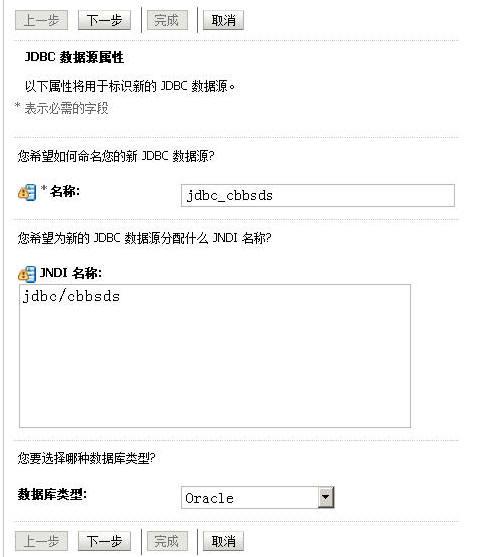 上一步 下一步 完成 取消
JDBC 数据源属性
以下属性将用于标识新的 JDBC 数据源。
* 表示必需的字段
您希望如何命名您的新 JDBC 数据源?
* 名称: jdbc_cbbsds
您希望为新的 JDBC 数据源分配什么 JNDI 名称?
JNDI 名称:
jdbc/cbbsds
您要选择哪种数据库类型?
数据库类型: Oracle
上一步 下一步 完成 取消